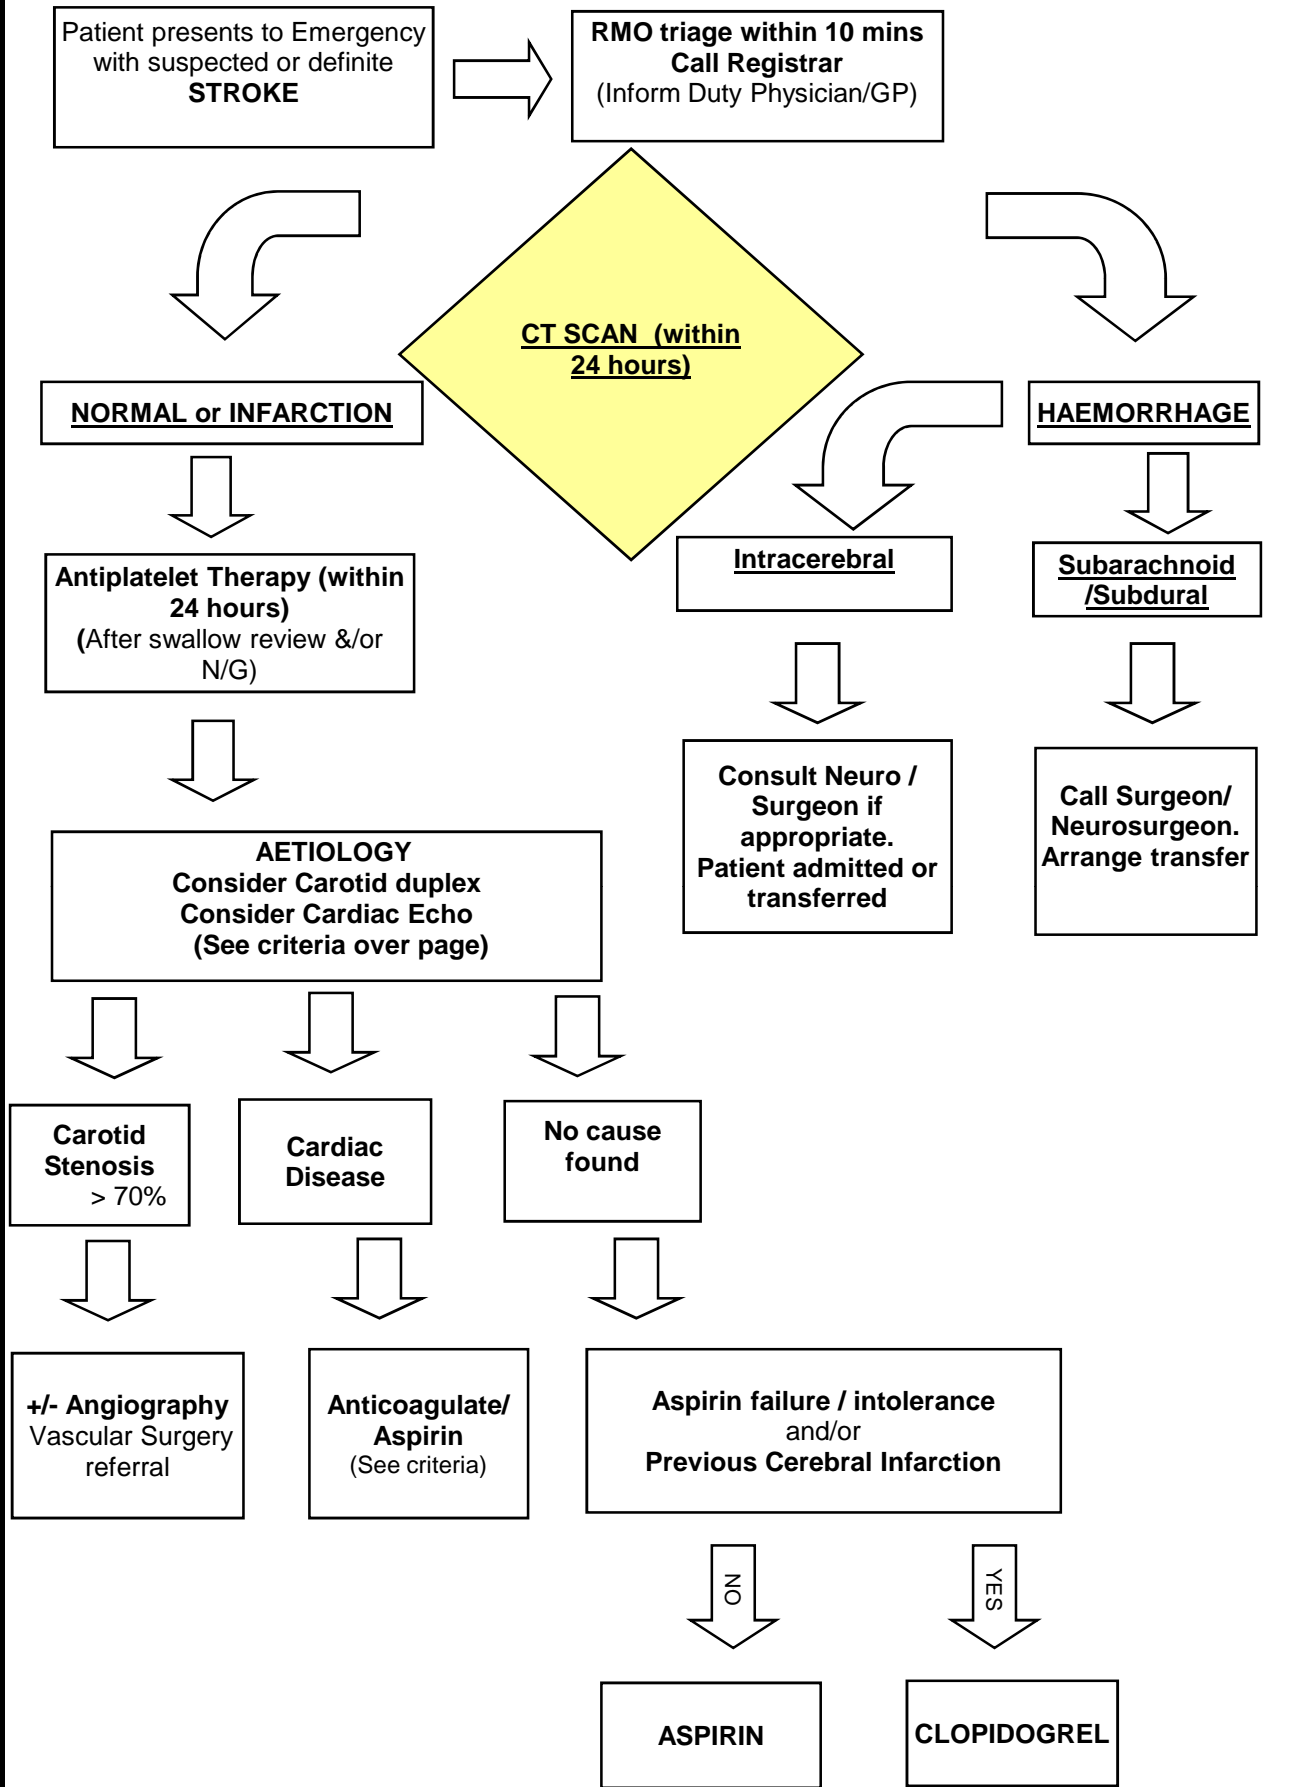 Patient presents to Emergency
with suspected or definite
STROKE
RMO triage within 10 mins
Call Registrar
(Inform Duty Physician/GP)
CT SCAN (within
24 hours)
NORMAL or INFARCTION
HAEMORRHAGE
Antiplatelet Therapy (within
24 hours)
(After swallow review &/or
N/G)
Intracerebral
Subarachnoid
/Subdural
Consult Neuro /
Surgeon if
appropriate.
Patient admitted or
transferred
Call Surgeon/
Neurosurgeon.
Arrange transfer
AETIOLOGY
Consider Carotid duplex
Consider Cardiac Echo
(See criteria over page)
Carotid
Stenosis
> 70%
Cardiac
Disease
No cause
found
+/- Angiography
Vascular Surgery
referral
Anticoagulate/
Aspirin
(See criteria)
Aspirin failure / intolerance
and/or
Previous Cerebral Infarction
NO
YES
ASPIRIN
CLOPIDOGREL